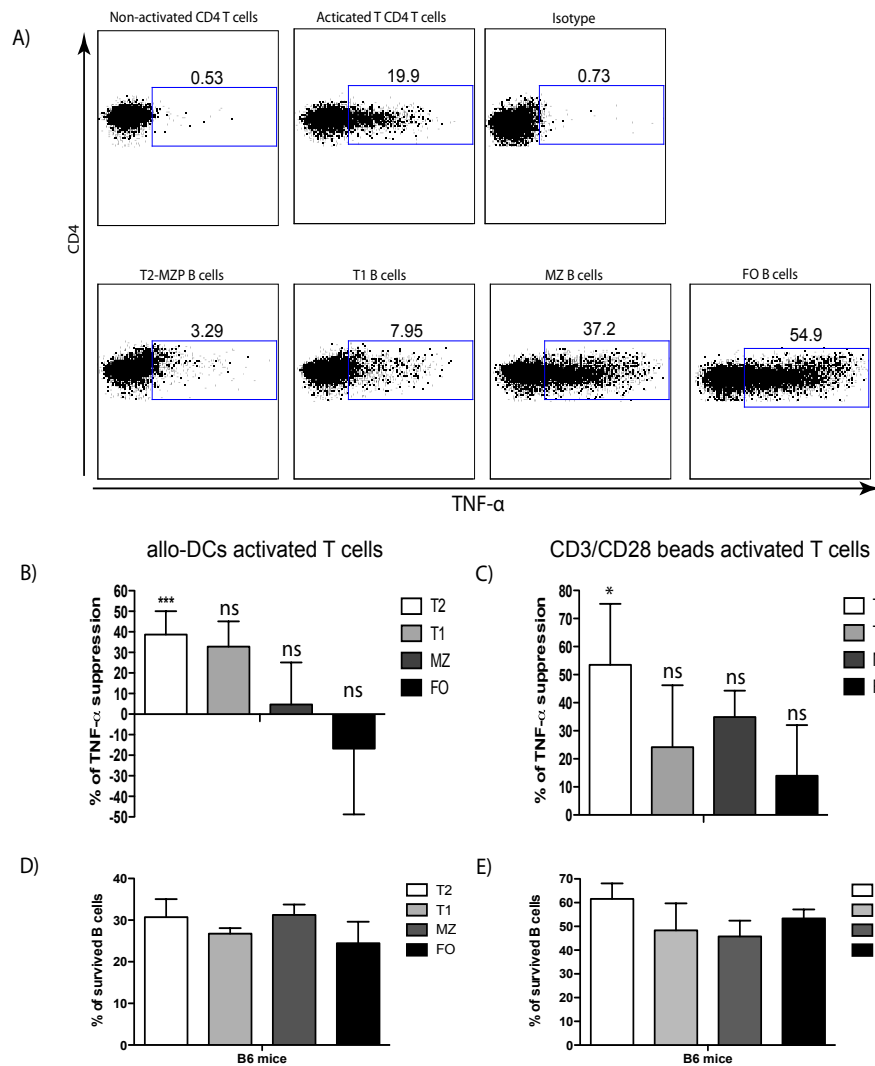 A)
Non-activated CD4 T cells
Acticated T CD4 T cells
Isotype
0.53
19.9
0.73
CD4
T2-MZP B cells
T1 B cells
MZ B cells
FO B cells
3.29
7.95
37.2
54.9
TNF-α
allo-DCs activated T cells
CD3/CD28 beads activated T cells
B)
% of TNF-α suppression
60
50
40
30
20
10
0
-10
-20
-30
-40
-50
***
ns
ns
ns
T2
T1
MZ
FO
C)
% of TNF-α suppression
80
70
60
50
40
30
20
10
0
*
ns
ns
ns
D)
% of survived B cells
40
30
20
10
0
B6 mice
T2
T1
MZ
FO
E)
% of survived B cells
70
60
50
40
30
20
10
0
B6 mice